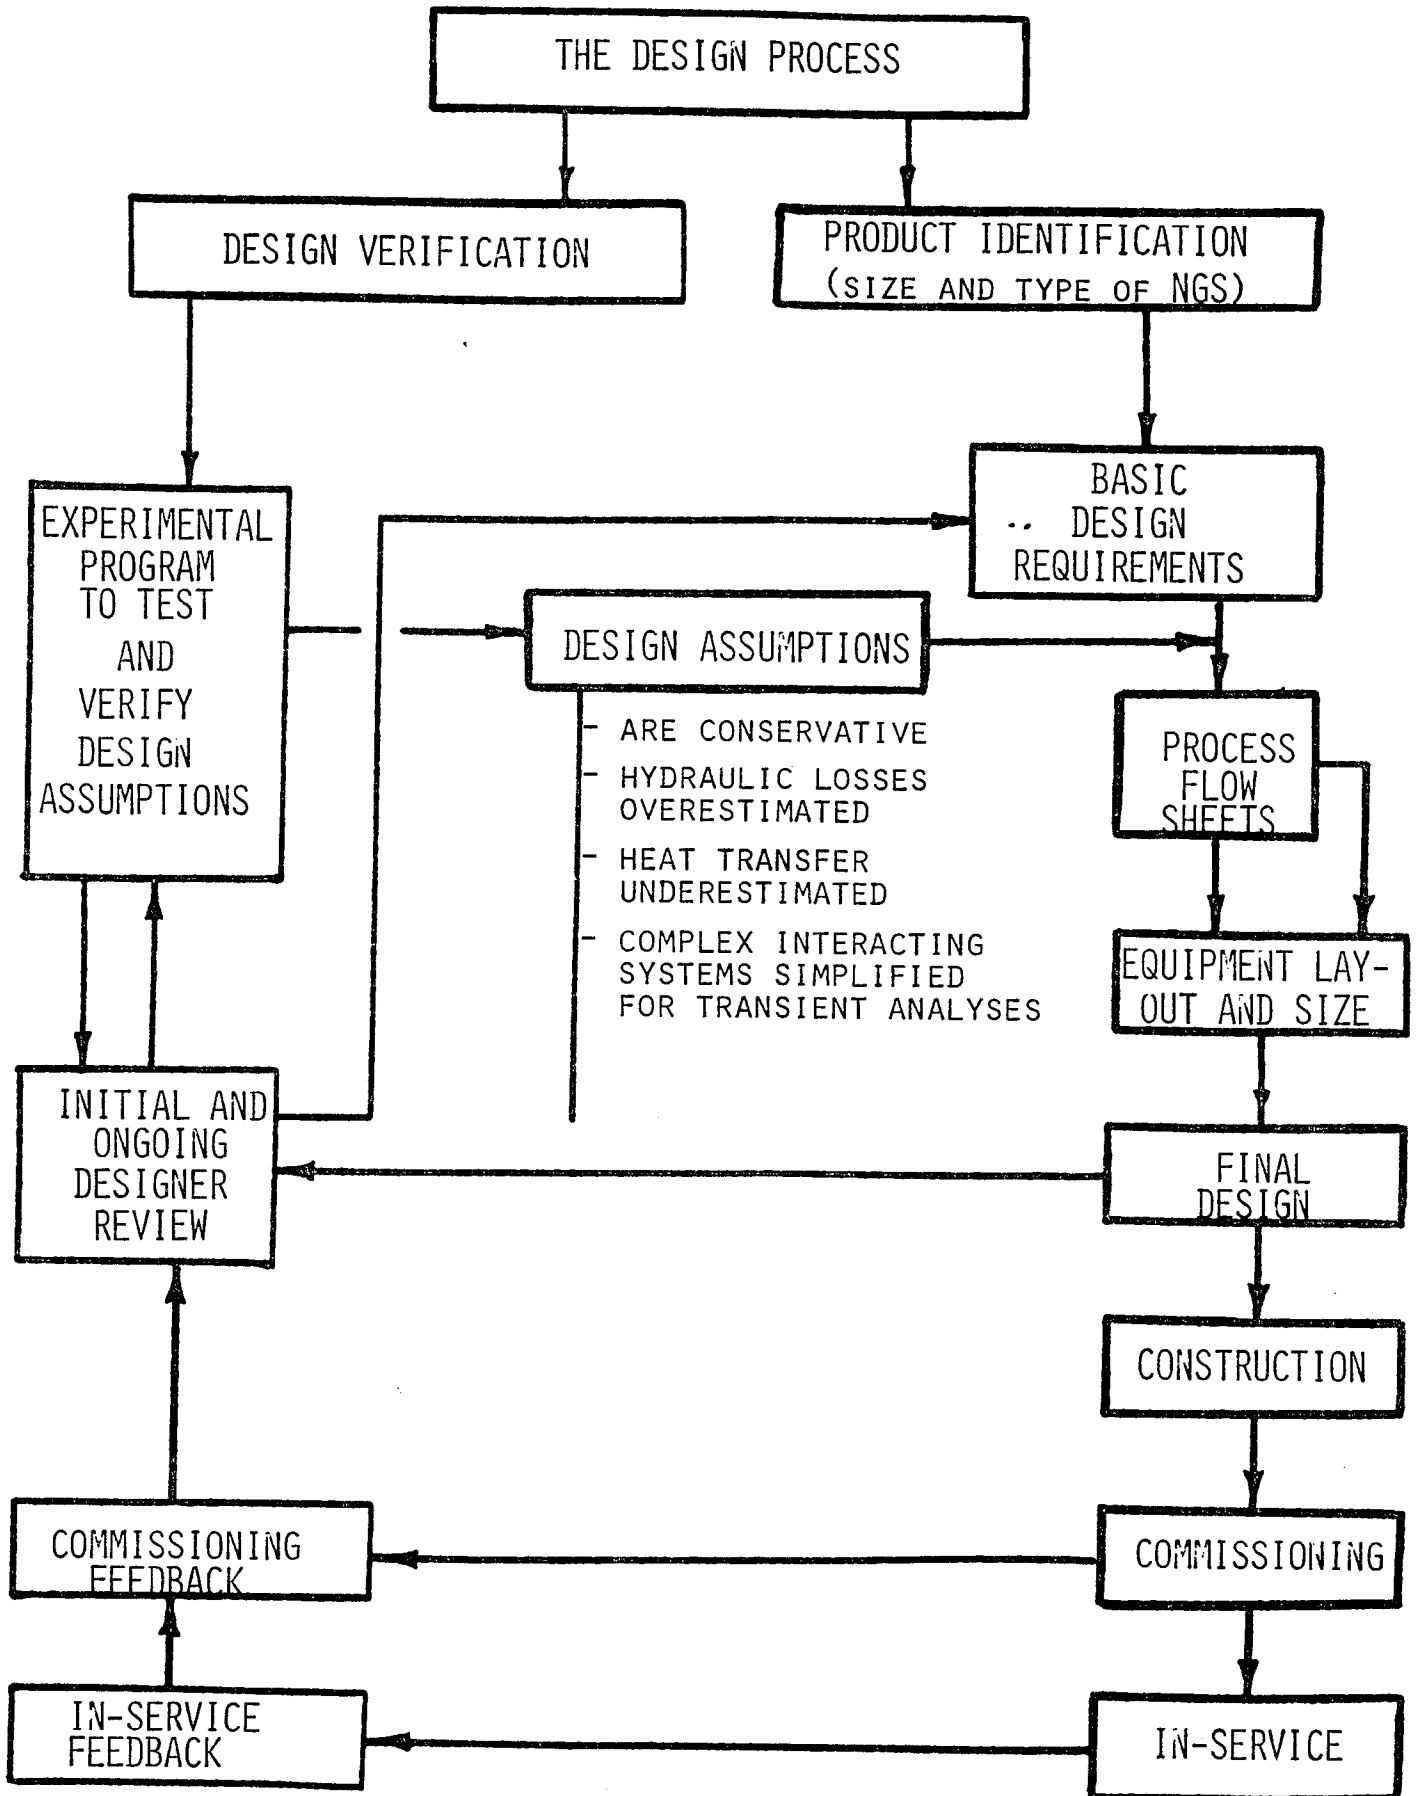 THE DESIGN PROCESS
DESIGN VERIFICATION
PRODUCT IDENTIFICATION
(SIZE AND TYPE OF NGS)
EXPERIMENTAL
PROGRAM
TO TEST
AND
VERIFY
DESIGN
ASSUMPTIONS
BASIC
DESIGN
REQUIREMENTS
DESIGN ASSUMPTIONS
- ARE CONSERVATIVE
- HYDRAULIC LOSSES
OVERESTIMATED
- HEAT TRANSFER
UNDERESTIMATED
- COMPLEX INTERACTING
SYSTEMS SIMPLIFIED
FOR TRANSIENT ANALYSES
PROCESS
FLOW
SHEETS
EQUIPMENT LAY-
OUT AND SIZE
INITIAL AND
ONGOING
DESIGNER
REVIEW
FINAL
DESIGN
CONSTRUCTION
COMMISSIONING
FEEDBACK
COMMISSIONING
IN-SERVICE
FEEDBACK
IN-SERVICE